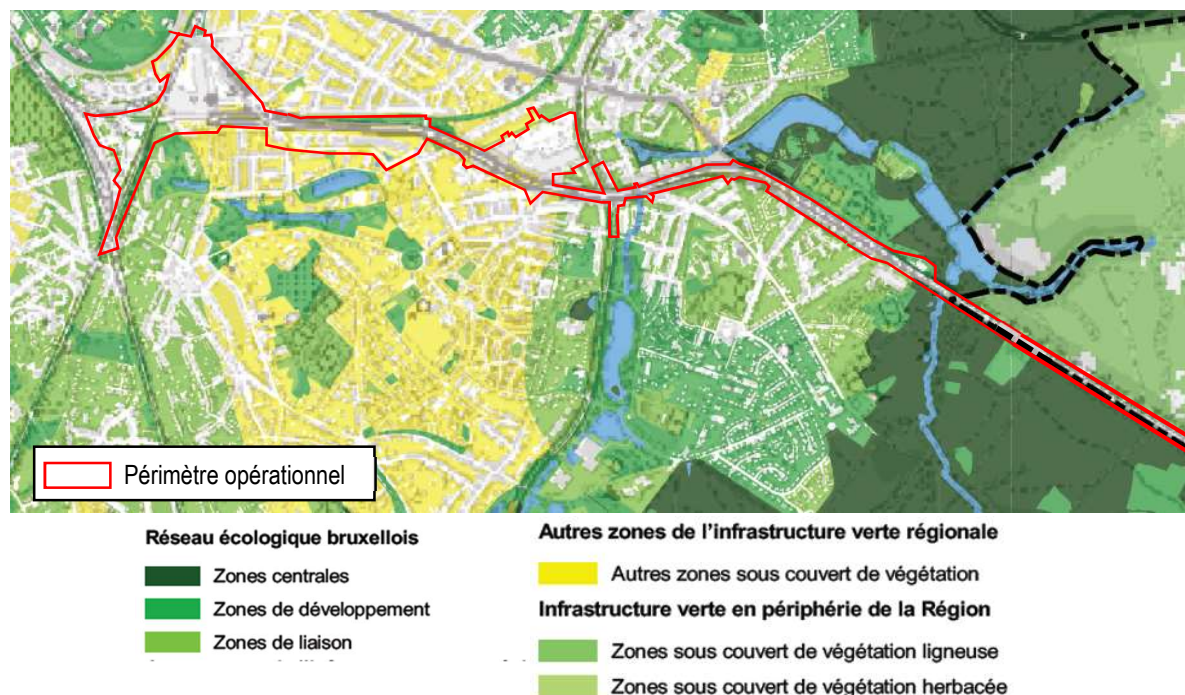 Périmètre opérationnel
Réseau écologique bruxellois
Zones centrales
Zones de développement
Zones de liaison
Autres zones de l'infrastructure verte régionale
Autres zones sous couvert de végétation
Infrastructure verte en périphérie de la Région
Zones sous couvert de végétation ligneuse
Zones sous couvert de végétation herbacée